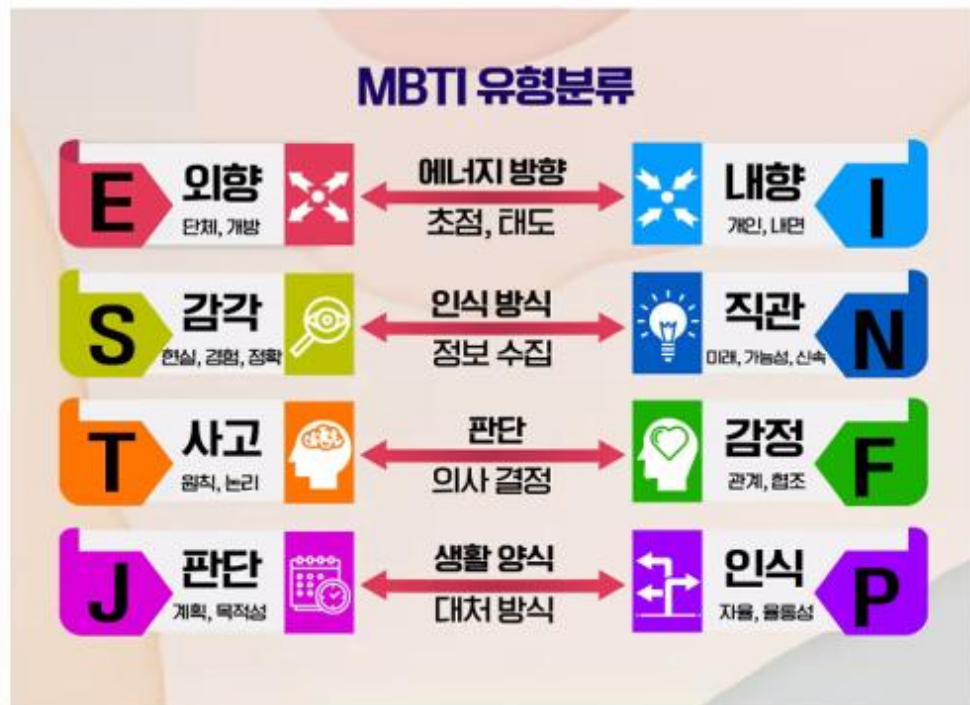 MBTI 유형분류
E 외향 에너지 방향 내향 I
단체, 개방 초점, 태도 개인, 내면
S 감각 인식 방식 직관 N
현실, 경험, 정확 정보 수집 미래, 가능성, 신속
T 사고 판단 감정 F
원칙, 논리 의사 결정 관계, 협조
J 판단 생활 양식 인식 P
계획, 목적성 대처 방식 자율, 율동성